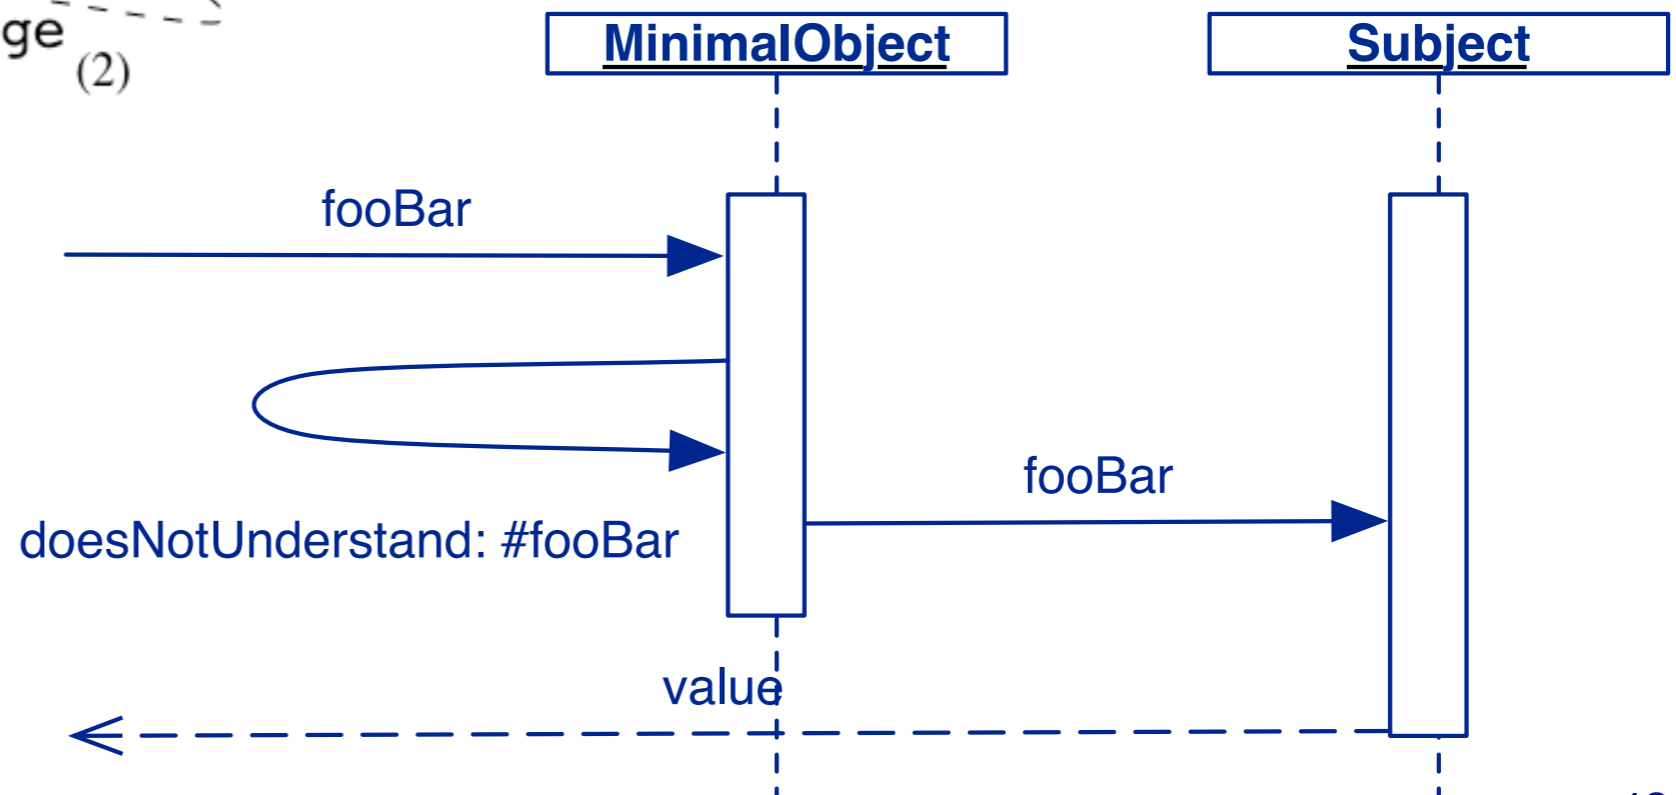 ge
(2)
MinimalObject
Subject
fooBar
fooBar
doesNotUnderstand: #fooBar
value